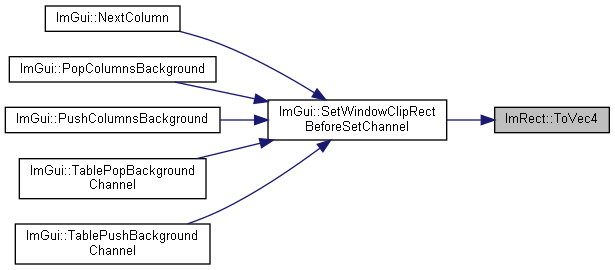 ImGui::NextColumn
ImGui::PopColumnsBackground
ImGui::PushColumnsBackground
ImGui::TablePopBackground
Channel
ImGui::TablePushBackground
Channel
ImGui::SetWindowClipRect
BeforeSetChannel
ImRect::ToVec4